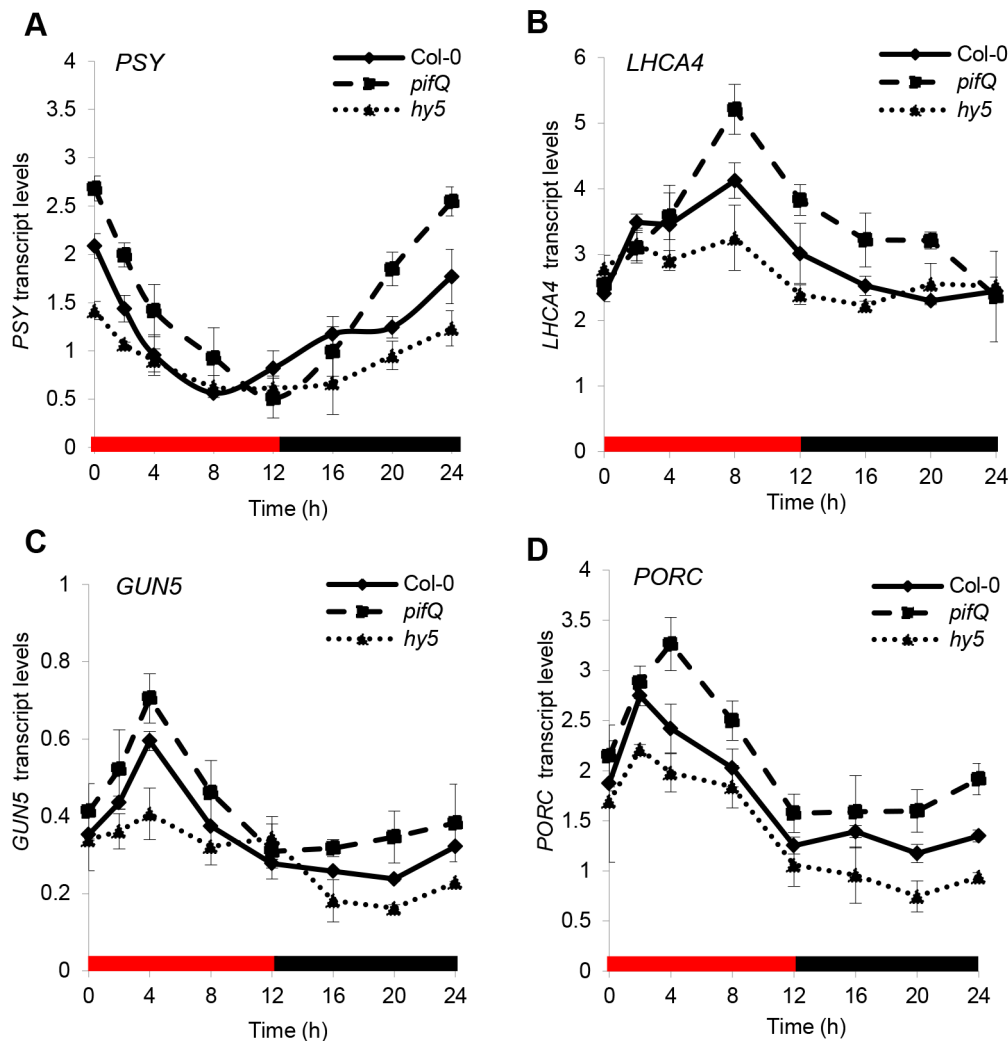 A
PSY
Col-0
pifQ
hy5
PSY transcript levels
4
3.5
3
2.5
2
1.5
1
0.5
0
0 4 8 12 16 20 24
Time (h)
B
LHCA4
Col-0
pifQ
hy5
LHCA4 transcript levels
6
5
4
3
2
1
0
0 4 8 12 16 20 24
Time (h)
C
GUN5
Col-0
pifQ
hy5
GUN5 transcript levels
1
0.8
0.6
0.4
0.2
0
0 4 8 12 16 20 24
Time (h)
D
PORC
Col-0
pifQ
hy5
PORC transcript levels
4
3.5
3
2.5
2
1.5
1
0.5
0
0 4 8 12 16 20 24
Time (h)